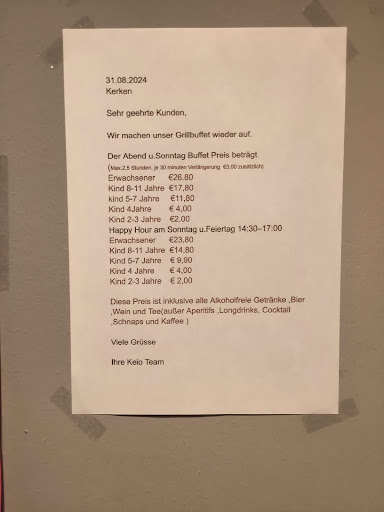 31.08.2024
Kerken
Sehr geehrte Kunden,
Wir machen unser Grillbuffet wieder auf.
Der Abend u.Sonntag Buffet Preis beträgt
(Max.2,5 Stunden, je 30 minuten Vertängerung €3,00 zusätzlich)
Erwachsener €26.80
Kind 8-11 Jahre €17,80
kind 5-7 Jahre €11,80
Kind 4Jahre € 4,00
Kind 2-3 Jahre €2.00
Happy Hour am Sonntag u.Feiertag 14:30–17:00
Erwachsener €23,80
Kind 8-11 Jahre €14,80
Kind 5-7 Jahre € 9,90
Kind 4 Jahre € 4,00
Kind 2-3 Jahre € 2,00
Diese Preis ist inklusive alle Alkoholfreie Getränke ,Bier
,Wein und Tee(außer Aperitifs ,Longdrinks, Cocktail
,Schnaps und Kaffee )
Viele Grüsse
Ihre Keio Team